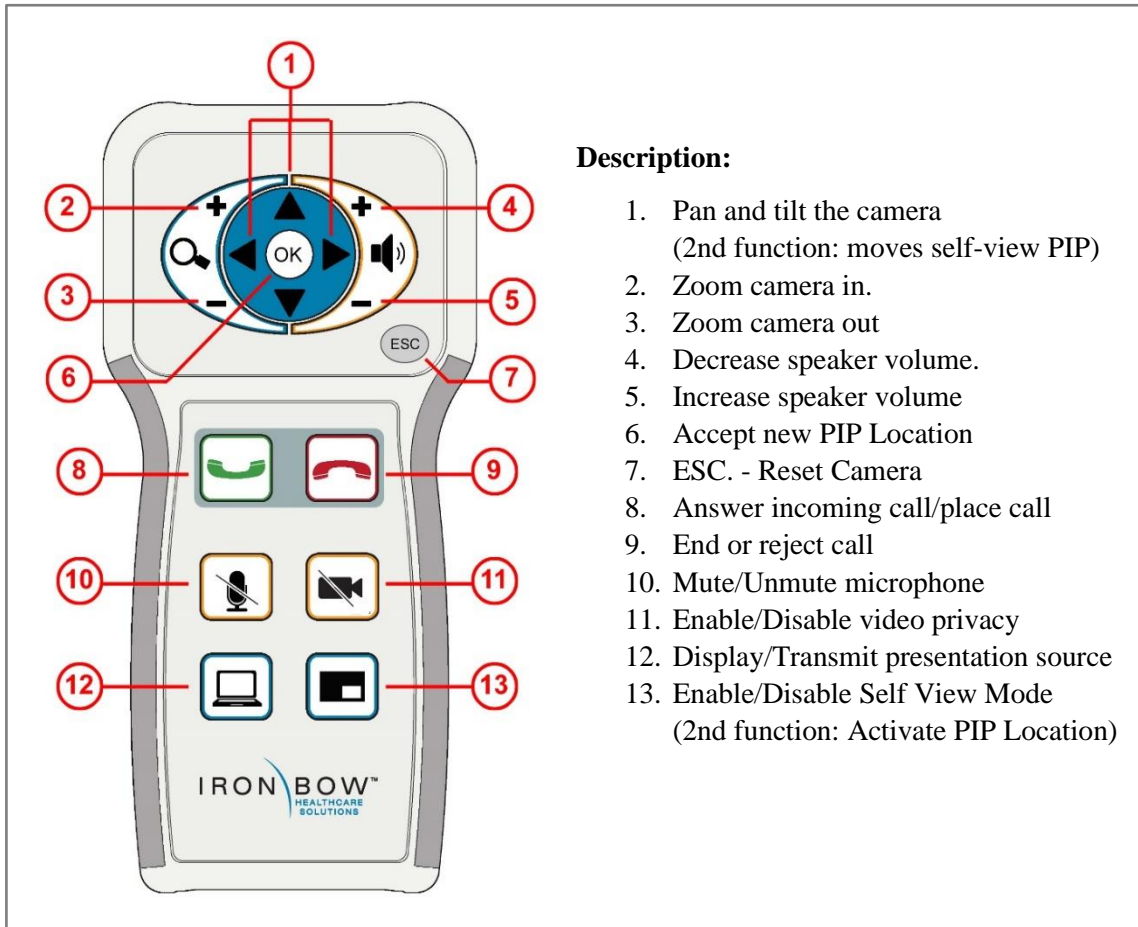 1
2
3
4
5
6
7
8
9
10
11
12
13
+
+
OK
−
−
ESC
IRON BOW™
HEALTHCARE
SOLUTIONS
Description:
1. Pan and tilt the camera
(2nd function: moves self-view PIP)
2. Zoom camera in.
3. Zoom camera out
4. Decrease speaker volume.
5. Increase speaker volume
6. Accept new PIP Location
7. ESC. - Reset Camera
8. Answer incoming call/place call
9. End or reject call
10. Mute/Unmute microphone
11. Enable/Disable video privacy
12. Display/Transmit presentation source
13. Enable/Disable Self View Mode
(2nd function: Activate PIP Location)